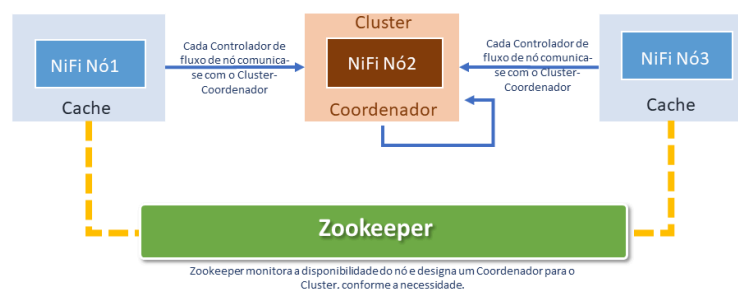 Cluster
NiFi Nó1
Cache
Cada Controlador de
fluxo de nó comunica-
se com o Cluster-
Coordenador
NiFi Nó2
Coordenador
Cada Controlador de
fluxo de nó comunica-
se com o Cluster-
Coordenador
NiFi Nó3
Cache
Zookeeper
Zookeeper monitora a disponibilidade do nó e designa um Coordenador para o
Cluster, conforme a necessidade.